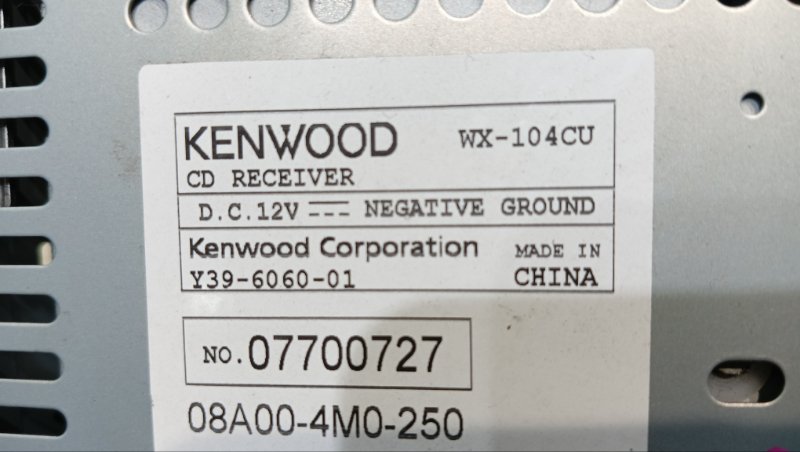 KENWOOD WX-104CU
CD RECEIVER
D.C.12V NEGATIVE GROUND
Kenwood Corporation MADE IN
Y39-6060-01 CHINA
NO. 07700727
08A00-4M0-250